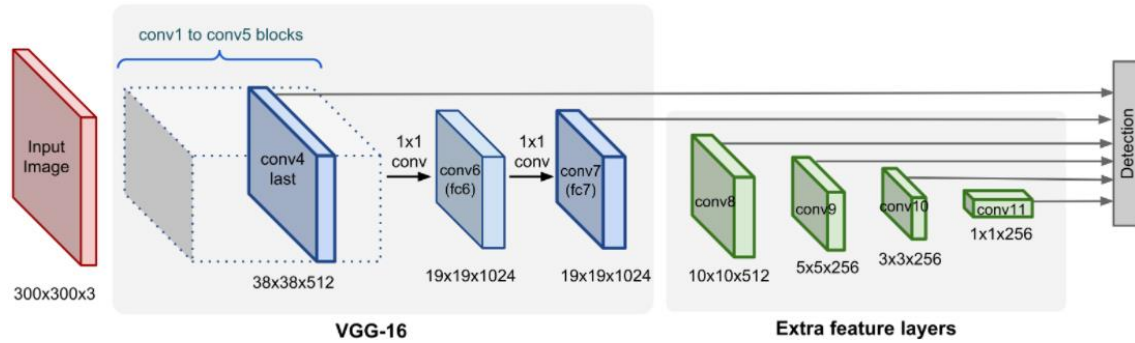 conv1 to conv5 blocks
Input
Image
300x300x3
conv4
last
38x38x512
1x1
conv
conv6
(fc6)
19x19x1024
1x1
conv
conv7
(fc7)
19x19x1024
VGG-16
conv8
10x10x512
conv9
5x5x256
conv10
3x3x256
conv11
1x1x256
Extra feature layers
Detection